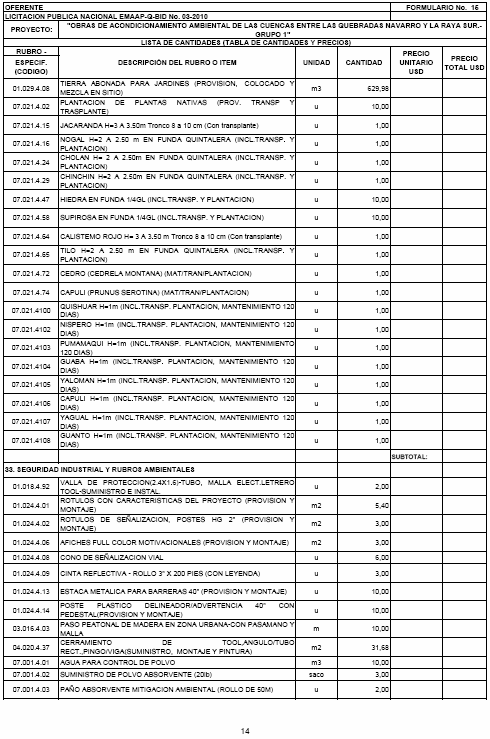 OFERENTE FORMULARIO No. 16
LICITACION PUBLICA NACIONAL EMAAP-Q-BID No. 03-2010
PROYECTO: "OBRAS DE ACONDICIONAMIENTO AMBIENTAL DE LAS CUENCAS ENTRE LAS QUEBRADAS NAVARRO Y LA RAYA SUR.-
GRUPO 1"
LISTA DE CANTIDADES (TABLA DE CANTIDADES Y PRECIOS)
RUBRO -
ESPECIF.
(CODIGO) DESCRIPCIÓN DEL RUBRO O ITEM UNIDAD CANTIDAD PRECIO
UNITARIO
USD PRECIO
TOTAL USD
01.029.4.08 TIERRA ABONADA PARA JARDINES (PROVISION, COLOCADO Y
MEZCLA EN SITIO) m3 629,98
07.021.4.02 PLANTACION DE PLANTAS NATIVAS (PROV. TRANSP Y
TRASPLANTE) u 10,00
07.021.4.15 JACARANDA H=3 A 3.50m Tronco 8 a 10 cm (Con transplante) u 1,00
07.021.4.16 NOGAL H=2 A 2.50 m EN FUNDA QUINTALERA (INCL.TRANSP. Y
PLANTACION) u 1,00
07.021.4.24 CHOLAN H= 2 A 2.50m EN FUNDA QUINTALERA (INCL.TRANSP. Y
PLANTACION) u 1,00
07.021.4.29 CHINCHIN H=2 A 2.50m EN FUNDA QUINTALERA (INCL.TRANSP. Y
PLANTACION) u 1,00
07.021.4.47 HIEDRA EN FUNDA 1/4GL (INCL.TRANSP. Y PLANTACION) u 10,00
07.021.4.58 SUPIROSA EN FUNDA 1/4GL (INCL.TRANSP. Y PLANTACION) u 10,00
07.021.4.64 CALISTEMO ROJO H= 3 A 3.50 m Tronco 8 a 10 cm (Con transplante) u 1,00
07.021.4.65 TILO H=2 A 2.50 m EN FUNDA QUINTALERA (INCL.TRANSP. Y
PLANTACION) u 1,00
07.021.4.72 CEDRO (CEDRELA MONTANA) (MAT/TRAN/PLANTACION) u 1,00
07.021.4.74 CAPULI (PRUNUS SEROTINA) (MAT/TRAN/PLANTACION) u 1,00
07.021.4100 QUISHUAR H=1m (INCL.TRANSP. PLANTACION, MANTENIMIENTO 120
DIAS) u 1,00
07.021.4102 NISPERO H=1m (INCL.TRANSP. PLANTACION, MANTENIMIENTO 120
DIAS) u 1,00
07.021.4103 PUMAMAQUI H=1m (INCL.TRANSP. PLANTACION, MANTENIMIENTO
120 DIAS) u 1,00
07.021.4104 GUABA H=1m (INCL.TRANSP. PLANTACION, MANTENIMIENTO 120
DIAS) u 1,00
07.021.4105 YALOMAN H=1m (INCL.TRANSP. PLANTACION, MANTENIMIENTO 120
DIAS) u 1,00
07.021.4106 CAPULI H=1m (INCL.TRANSP. PLANTACION, MANTENIMIENTO 120
DIAS) u 1,00
07.021.4107 YAGUAL H=1m (INCL.TRANSP. PLANTACION, MANTENIMIENTO 120
DIAS) u 1,00
07.021.4108 GUANTO H=1m (INCL.TRANSP. PLANTACION, MANTENIMIENTO 120
DIAS) u 1,00
SUBTOTAL:
33. SEGURIDAD INDUSTRIAL Y RUBROS AMBIENTALES
01.018.4.92 VALLA DE PROTECCION(2.4X1.6)-TUBO, MALLA ELECT.LETRERO
TOOL-SUMINISTRO E INSTAL. u 2,00
01.024.4.01 ROTULOS CON CARACTERISTICAS DEL PROYECTO (PROVISION Y
MONTAJE) m2 5,40
01.024.4.02 ROTULOS DE SEÑALIZACION, POSTES HG 2" (PROVISION Y
MONTAJE) m2 3,00
01.024.4.06 AFICHES FULL COLOR MOTIVACIONALES (PROVISION Y MONTAJE) m2 3,00
01.024.4.08 CONO DE SEÑALIZACION VIAL u 6,00
01.024.4.09 CINTA REFLECTIVA - ROLLO 3" X 200 PIES (CON LEYENDA) u 3,00
01.024.4.13 ESTACA METALICA PARA BARRERAS 40" (PROVISION Y MONTAJE) u 10,00
01.024.4.14 POSTE PLASTICO DELINEADOR/ADVERTENCIA 40" CON
PEDESTAL(PROVISION Y MONTAJE) u 10,00
03.016.4.03 PASO PEATONAL DE MADERA EN ZONA URBANA-CON PASAMANO Y
MALLA m 10,00
04.020.4.37 CERRAMIENTO DE TOOL,ANGULO/TUBO
RECT.,PINGO/VIGA(SUMINISTRO, MONTAJE Y PINTURA) m2 31,68
07.001.4.01 AGUA PARA CONTROL DE POLVO m3 10,00
07.001.4.02 SUMINISTRO DE POLVO ABSORVENTE (20lb) saco 3,00
07.001.4.03 PAÑO ABSORVENTE MITIGACION AMBIENTAL (ROLLO DE 50M) u 2,00
14